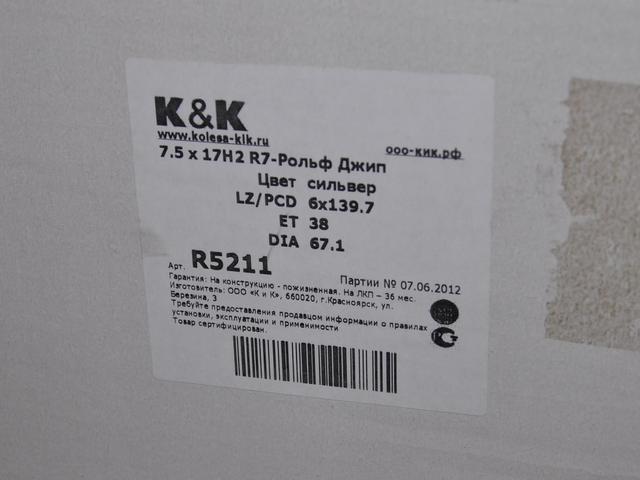 K&K
www.kolesa-kik.ru
ооо-кик.рф
7.5 x 17H2 R7-Рольф Джип
Цвет сильвер
LZ/PCD 6x139.7
ET 38
DIA 67.1
Арт. R5211
Партии № 07.06.2012
Гарантия: На конструкцию - пожизненная. На ЛКП – 36 мес.
Изготовитель: ООО «К и К», 660020, г.Красноярск, ул.
Березина, 3
Требуйте предоставления продавцом информации о правилах
установки, эксплуатации и применимости
Товар сертифицирован.